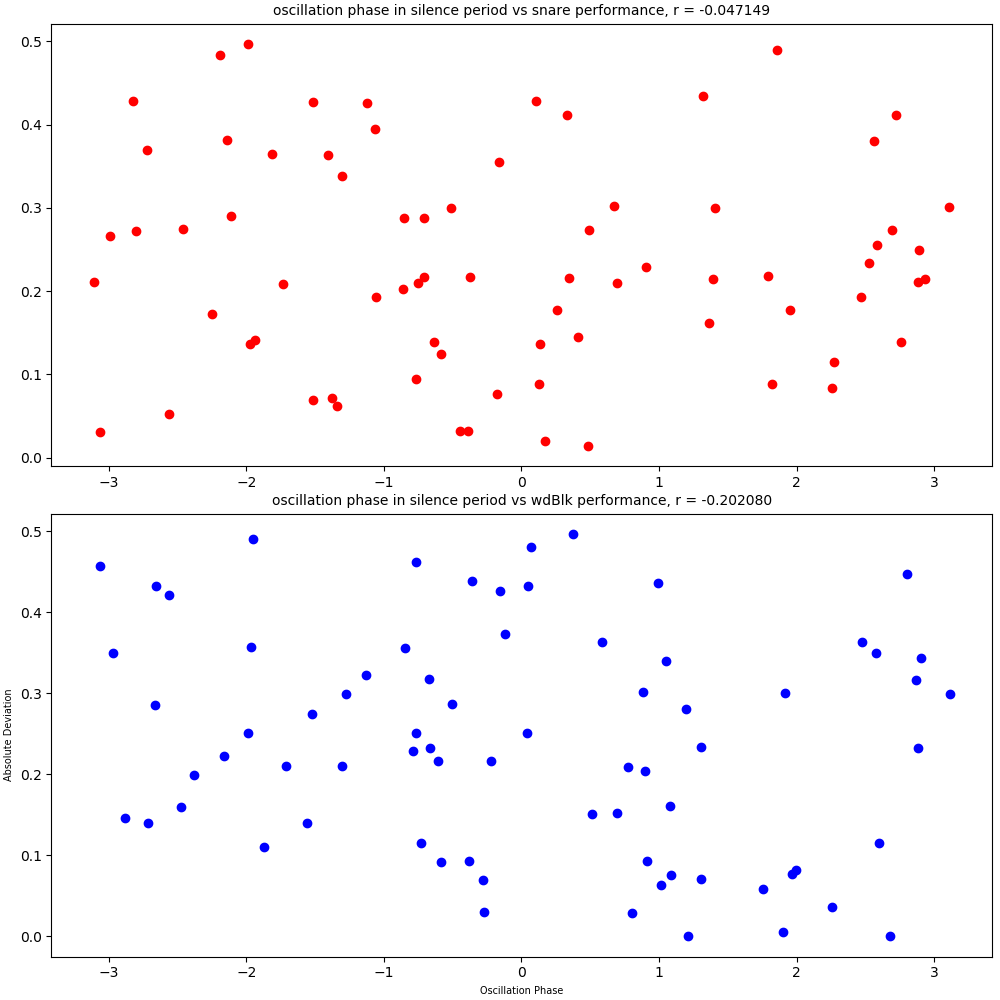 oscillation phase in silence period vs snare performance, r = -0.047149
0.5
0.4
0.3
0.2
0.1
0.0
−3 −2 −1 0 1 2 3
oscillation phase in silence period vs wdBlk performance, r = -0.202080
0.5
0.4
0.3
0.2
0.1
0.0
Absolute Deviation
−3 −2 −1 0 1 2 3
Oscillation Phase